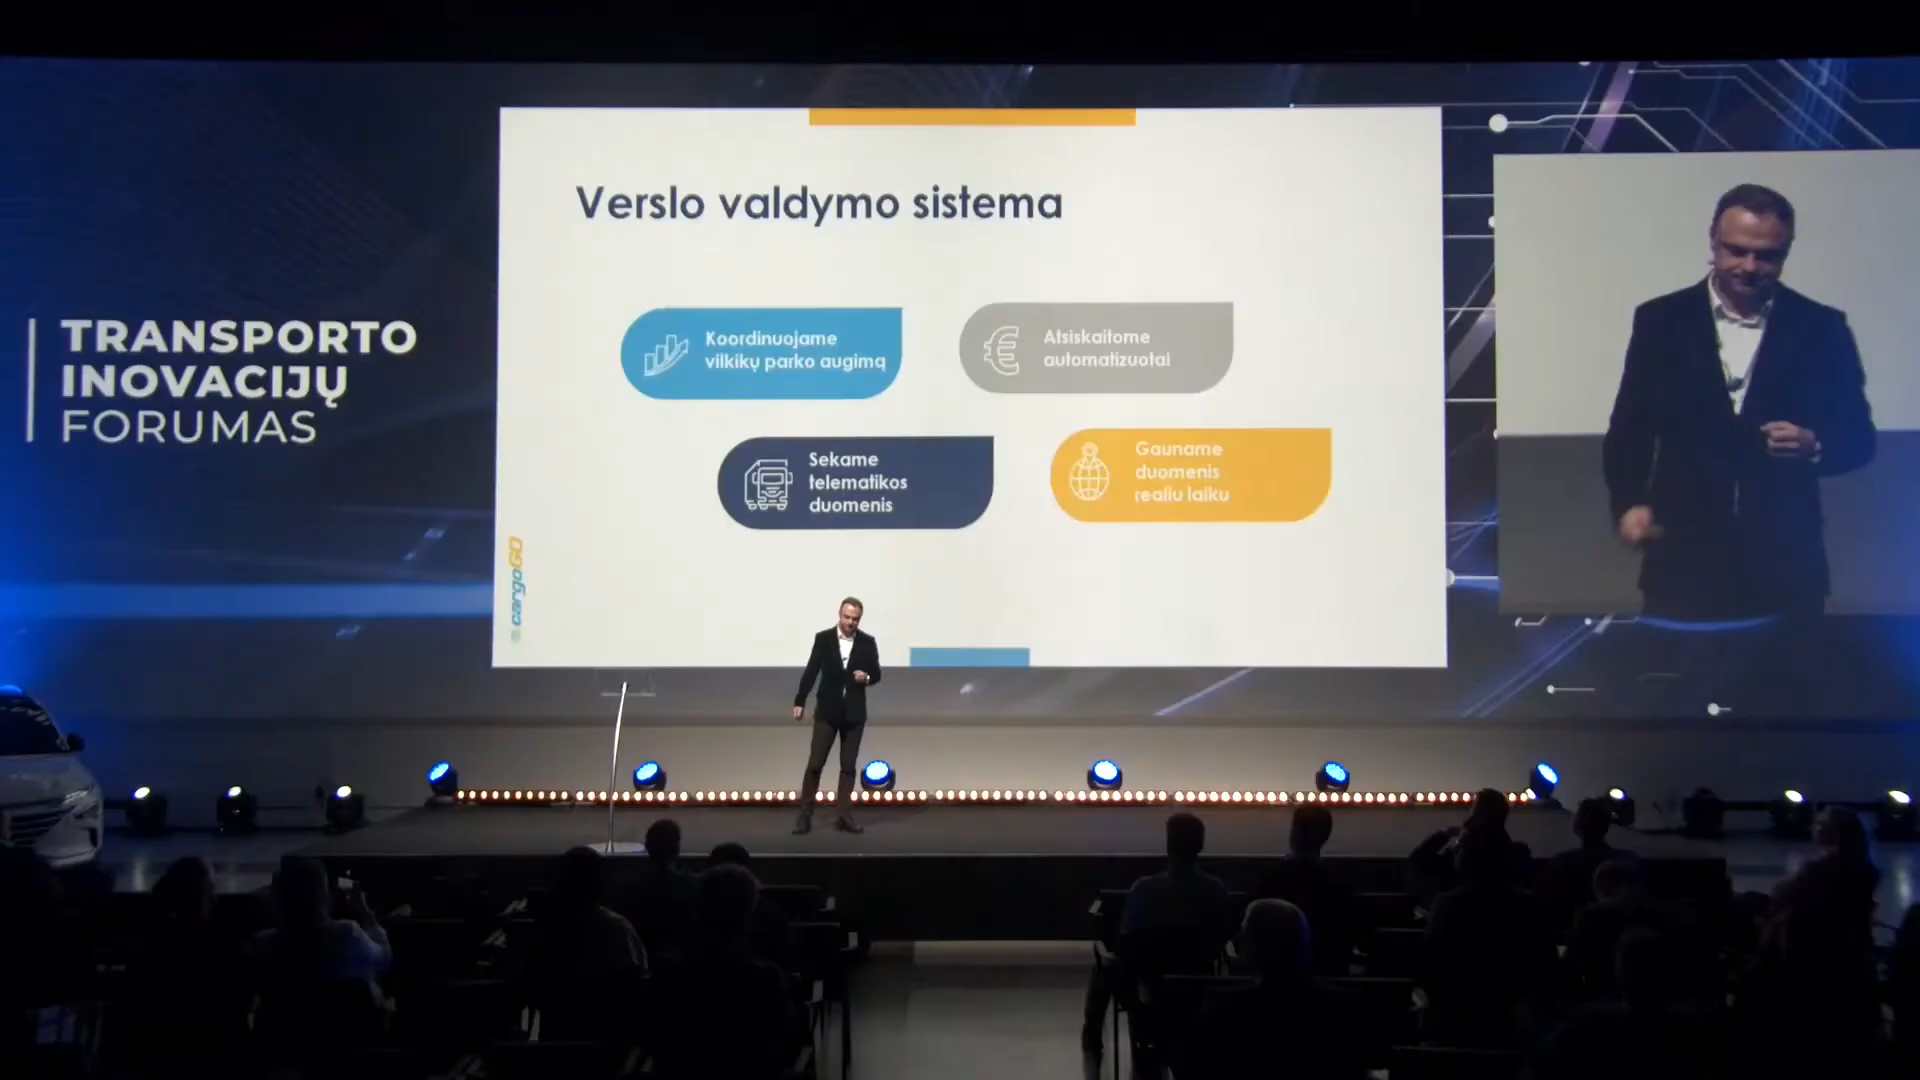 TRANSPORTO
INOVACIJŲ
FORUMAS
Verslo valdymo sistema
Koordinuojame
vilkikų parko augimą
Atsiskaitome
automatizuotai
Sekame
telematikos
duomenis
Gauname
duomenis
realiu laiku
cargoGO